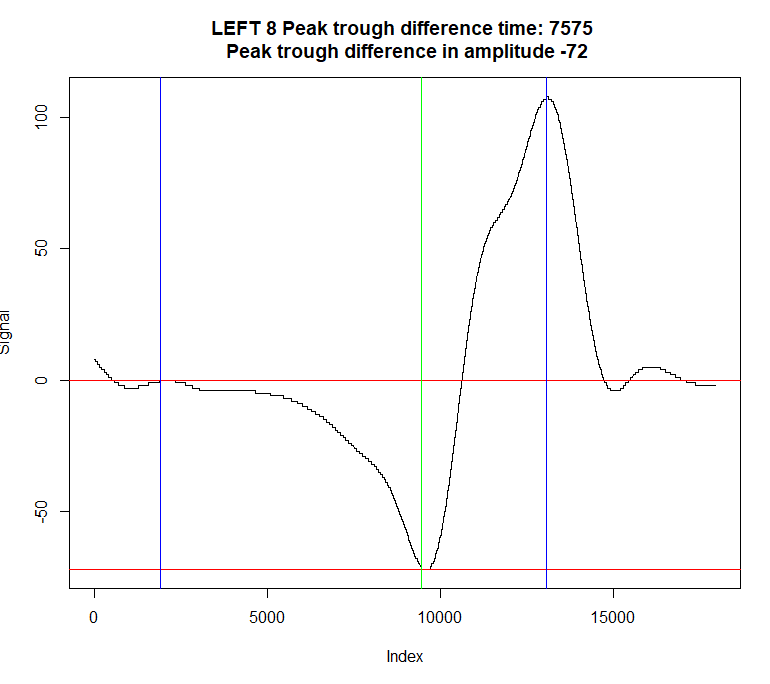 LEFT 8 Peak trough difference time: 7575
Peak trough difference in amplitude -72
100
50
0
-50
Signal
0
5000
10000
15000
Index